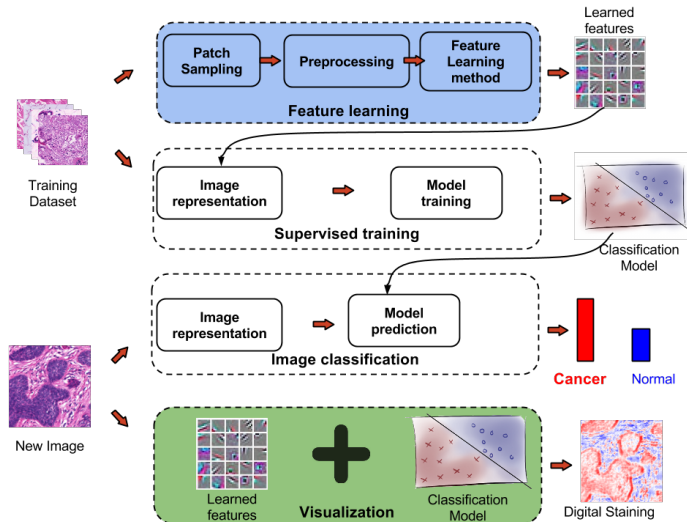 Learned
features
Patch
Sampling
Preprocessing
Feature
Learning
method
Feature learning
Training
Dataset
Image
representation
Model
training
Supervised training
Classification
Model
Image
representation
Model
prediction
Image classification
Cancer
Normal
New Image
Learned
features
Visualization
Classification
Model
Digital Staining